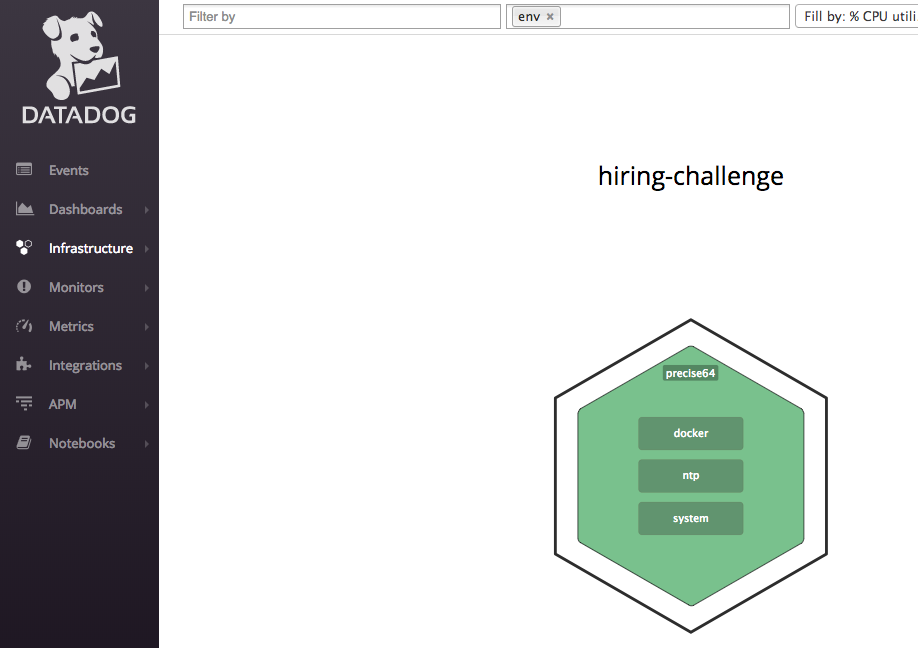 DATADOG
Events
Dashboards
Infrastructure
Monitors
Metrics
Integrations
APM
Notebooks
Filter by
env ×
Fill by: % CPU utili
hiring-challenge
precise64
docker
ntp
system